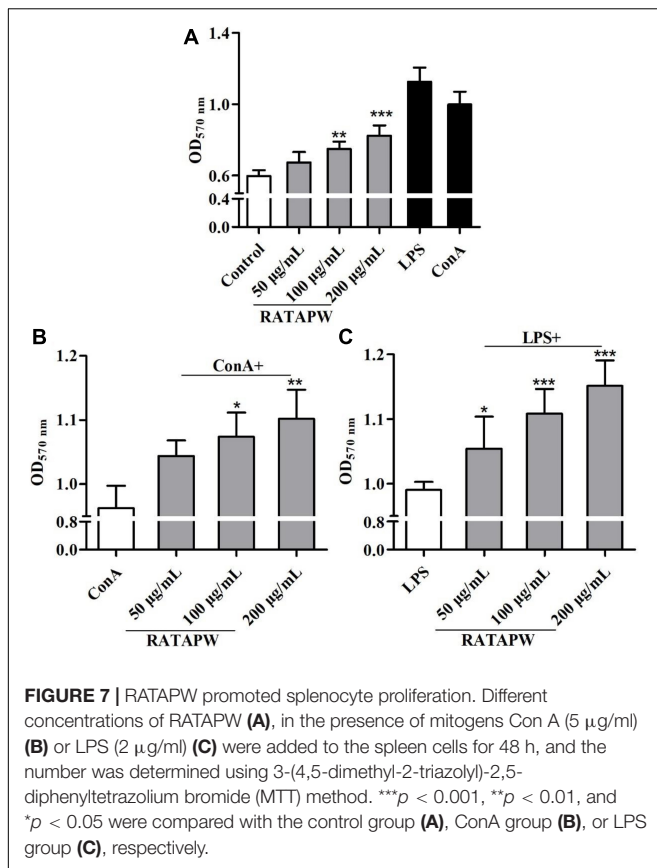 A
1.4
1.0
0.6
0.4
0.0
OD570 nm
**
***
Control
50 µg/mL
100 µg/mL
200 µg/mL
LPS
ConA
RATAPW
B
ConA+
1.2
1.1
1.0
0.8
0.0
OD570 nm
*
**
ConA
50 µg/mL
100 µg/mL
200 µg/mL
RATAPW
C
LPS+
1.2
1.1
1.0
0.8
0.0
OD570 nm
*
***
***
LPS
50 µg/mL
100 µg/mL
200 µg/mL
RATAPW
FIGURE 7 | RATAPW promoted splenocyte proliferation. Different
concentrations of RATAPW (A), in the presence of mitogens Con A (5 µg/ml)
(B) or LPS (2 µg/ml) (C) were added to the spleen cells for 48 h, and the
number was determined using 3-(4,5-dimethyl-2-triazolyl)-2,5-
diphenyltetrazolium bromide (MTT) method. ***p < 0.001, **p < 0.01, and
*p < 0.05 were compared with the control group (A), ConA group (B), or LPS
group (C), respectively.